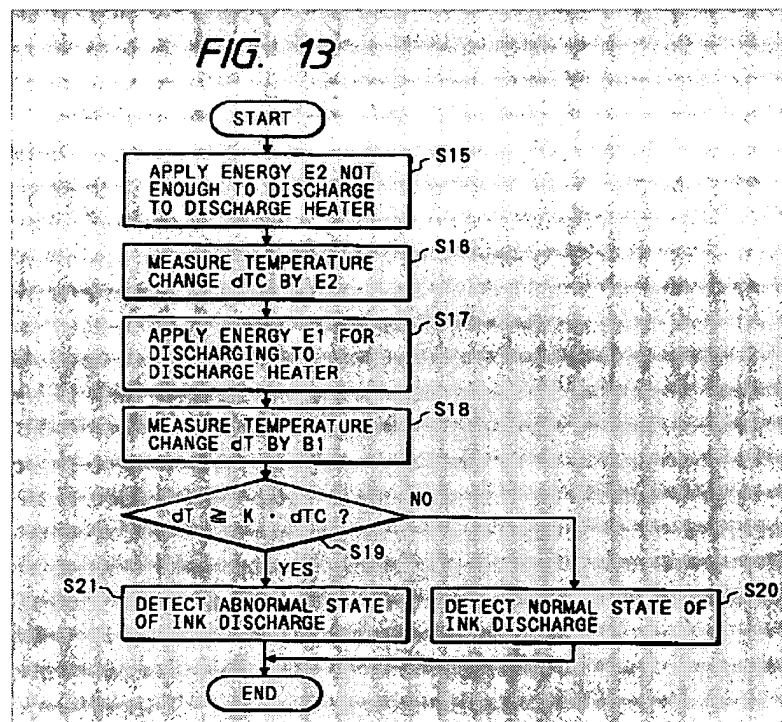 FIG. 13
START
S15
APPLY ENERGY E2 NOT
ENOUGH TO DISCHARGE
TO DISCHARGE HEATER
S16
MEASURE TEMPERATURE
CHANGE dTC BY E2
S17
APPLY ENERGY E1 FOR
DISCHARGING TO
DISCHARGE HEATER
S18
MEASURE TEMPERATURE
CHANGE dT BY B1
dT ≧ K · dTC ?
NO
S19
YES
S21
DETECT ABNORMAL STATE
OF INK DISCHARGE
S20
DETECT NORMAL STATE OF
INK DISCHARGE
END